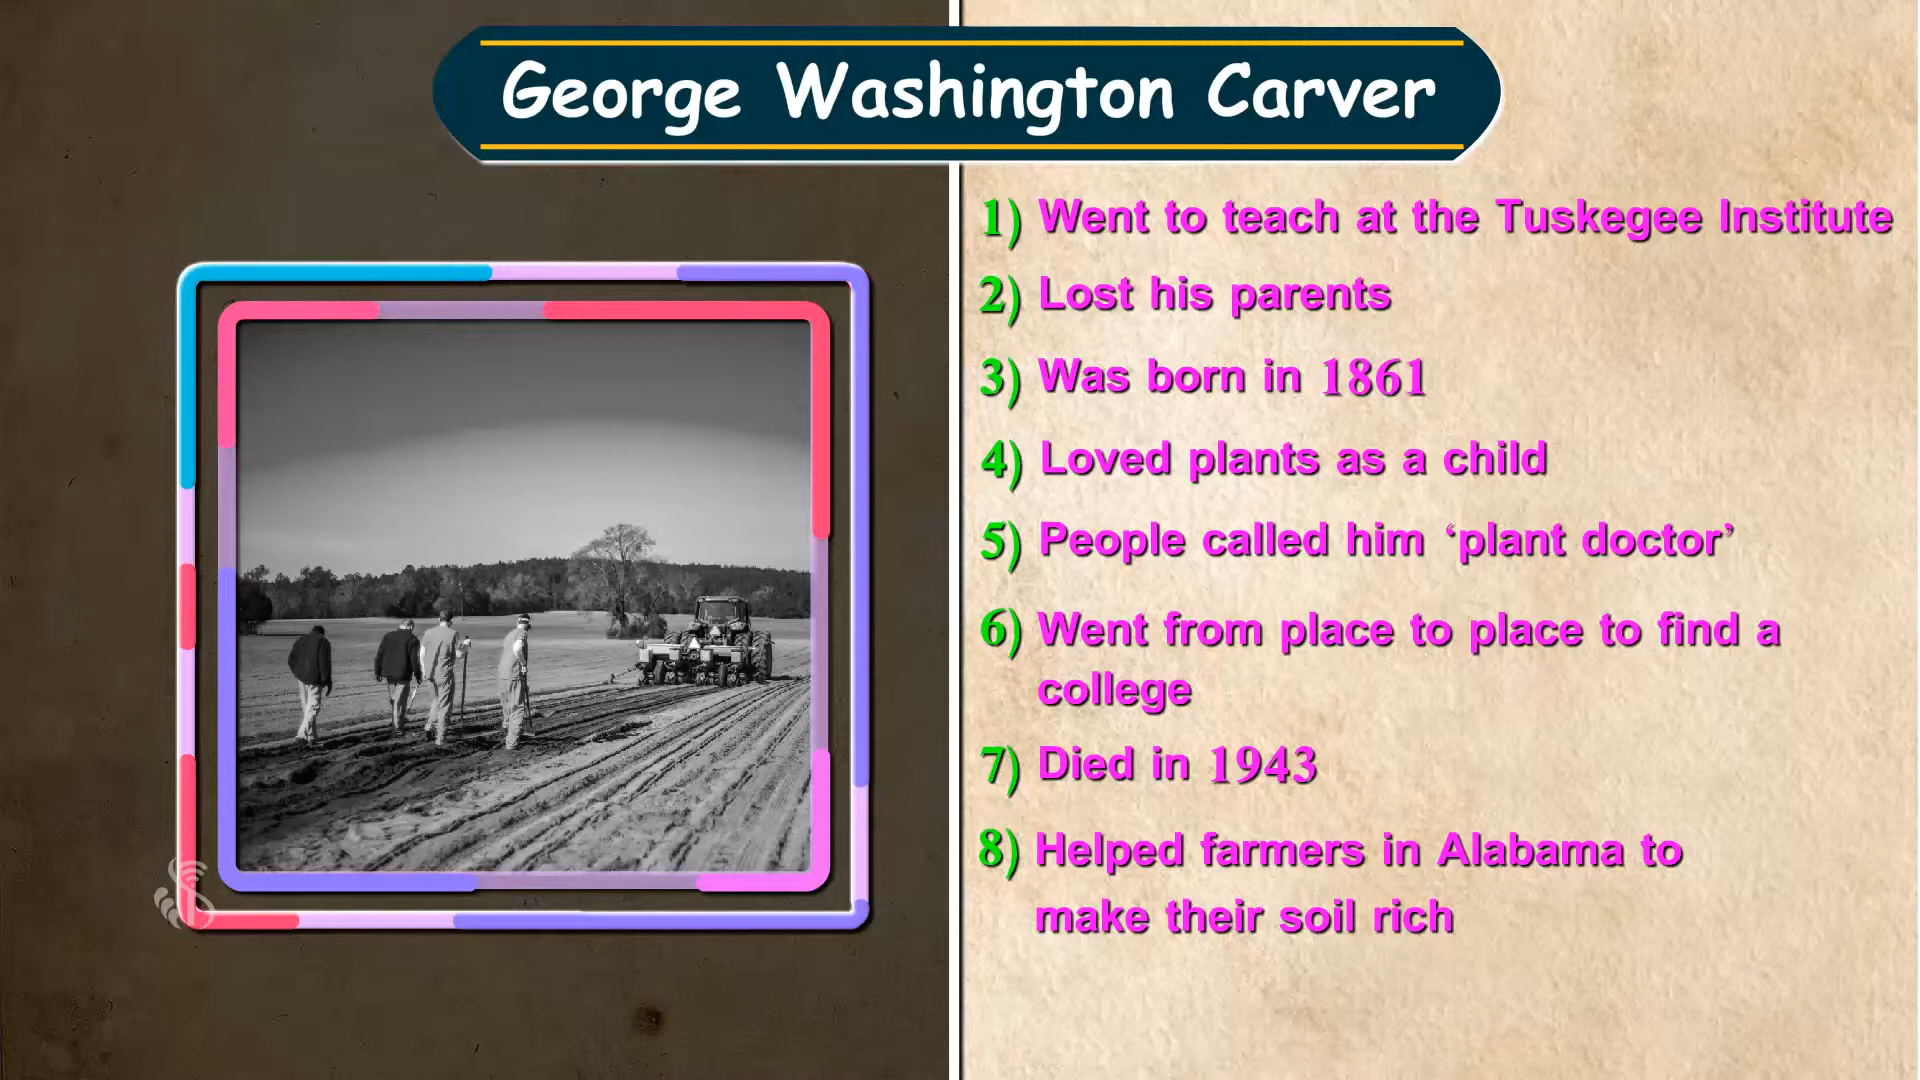 George Washington Carver
1) Went to teach at the Tuskegee Institute
2) Lost his parents
3) Was born in 1861
4) Loved plants as a child
5) People called him ‘plant doctor’
6) Went from place to place to find a
college
7) Died in 1943
8) Helped farmers in Alabama to
make their soil rich